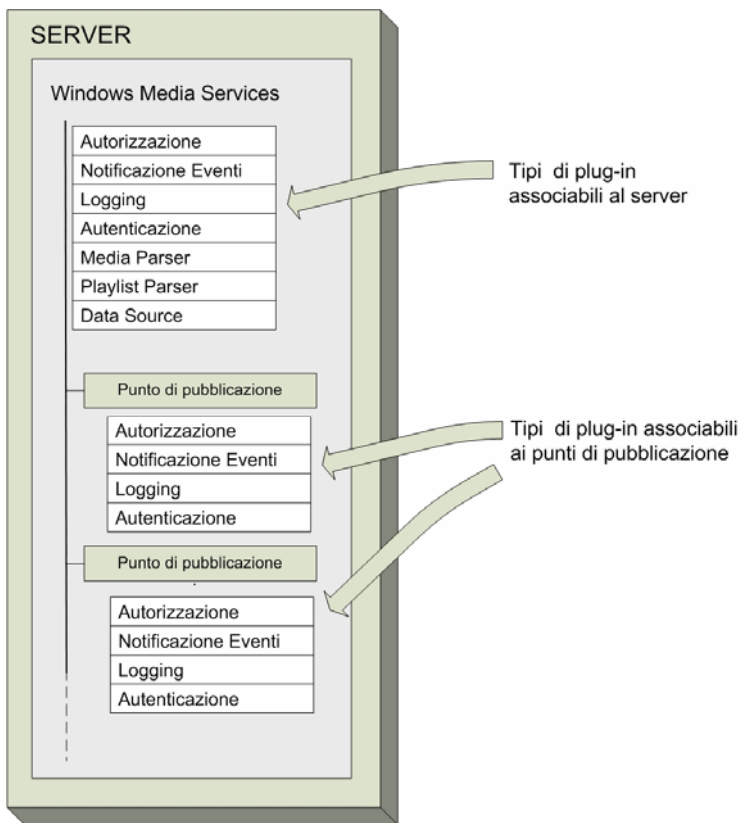 SERVER
Windows Media Services
Autorizzazione
Notificazione Eventi
Logging
Autenticazione
Media Parser
Playlist Parser
Data Source
Tipi di plug-in
associabili al server
Punto di pubblicazione
Autorizzazione
Notificazione Eventi
Logging
Autenticazione
Tipi di plug-in associabili
ai punti di pubblicazione
Punto di pubblicazione
Autorizzazione
Notificazione Eventi
Logging
Autenticazione